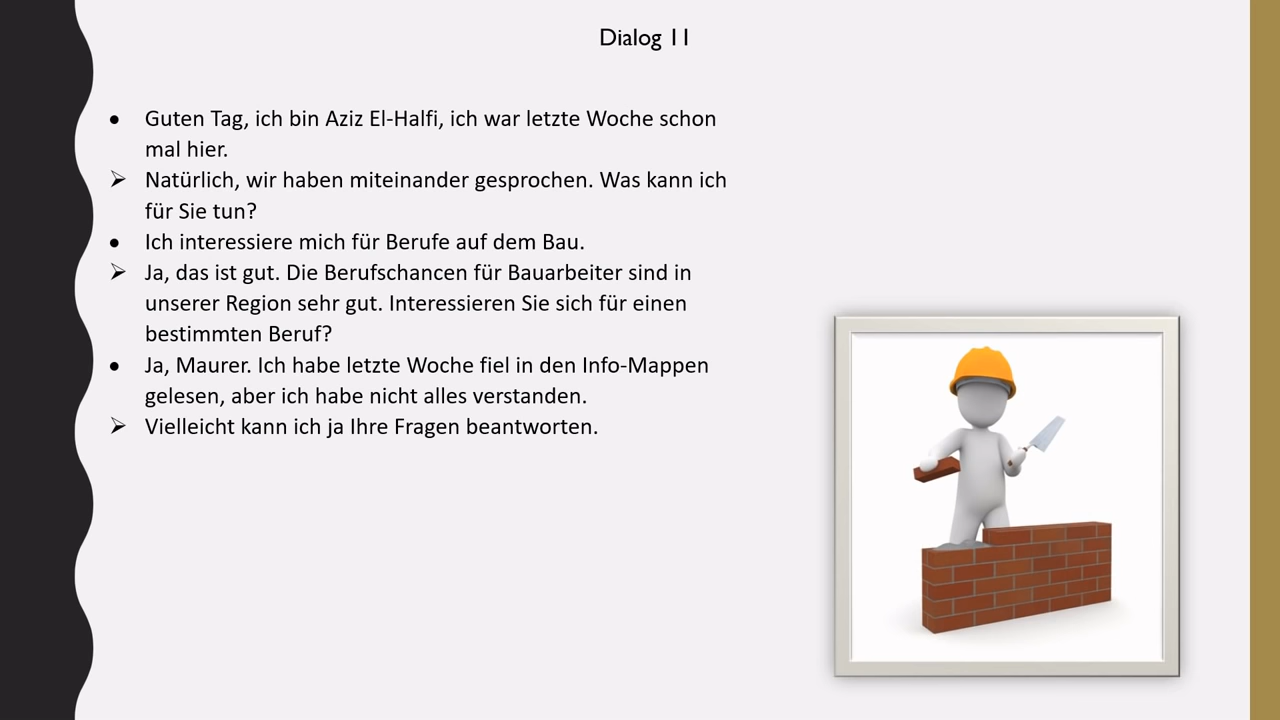 Dialog 11
• Guten Tag, ich bin Aziz El-Halfi, ich war letzte Woche schon
mal hier.
➢ Natürlich, wir haben miteinander gesprochen. Was kann ich
für Sie tun?
• Ich interessiere mich für Berufe auf dem Bau.
➢ Ja, das ist gut. Die Berufschancen für Bauarbeiter sind in
unserer Region sehr gut. Interessieren Sie sich für einen
bestimmten Beruf?
• Ja, Maurer. Ich habe letzte Woche fiel in den Info-Mappen
gelesen, aber ich habe nicht alles verstanden.
➢ Vielleicht kann ich ja Ihre Fragen beantworten.